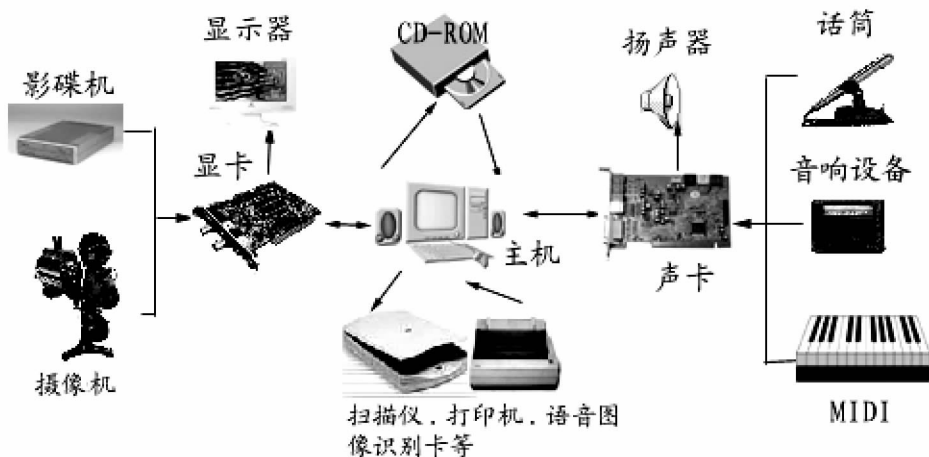 显示器
CD-ROM
扬声器
话筒
影碟机
显卡
音响设备
主机
声卡
摄像机
扫描仪.打印机.语音图
像识别卡等
MIDI